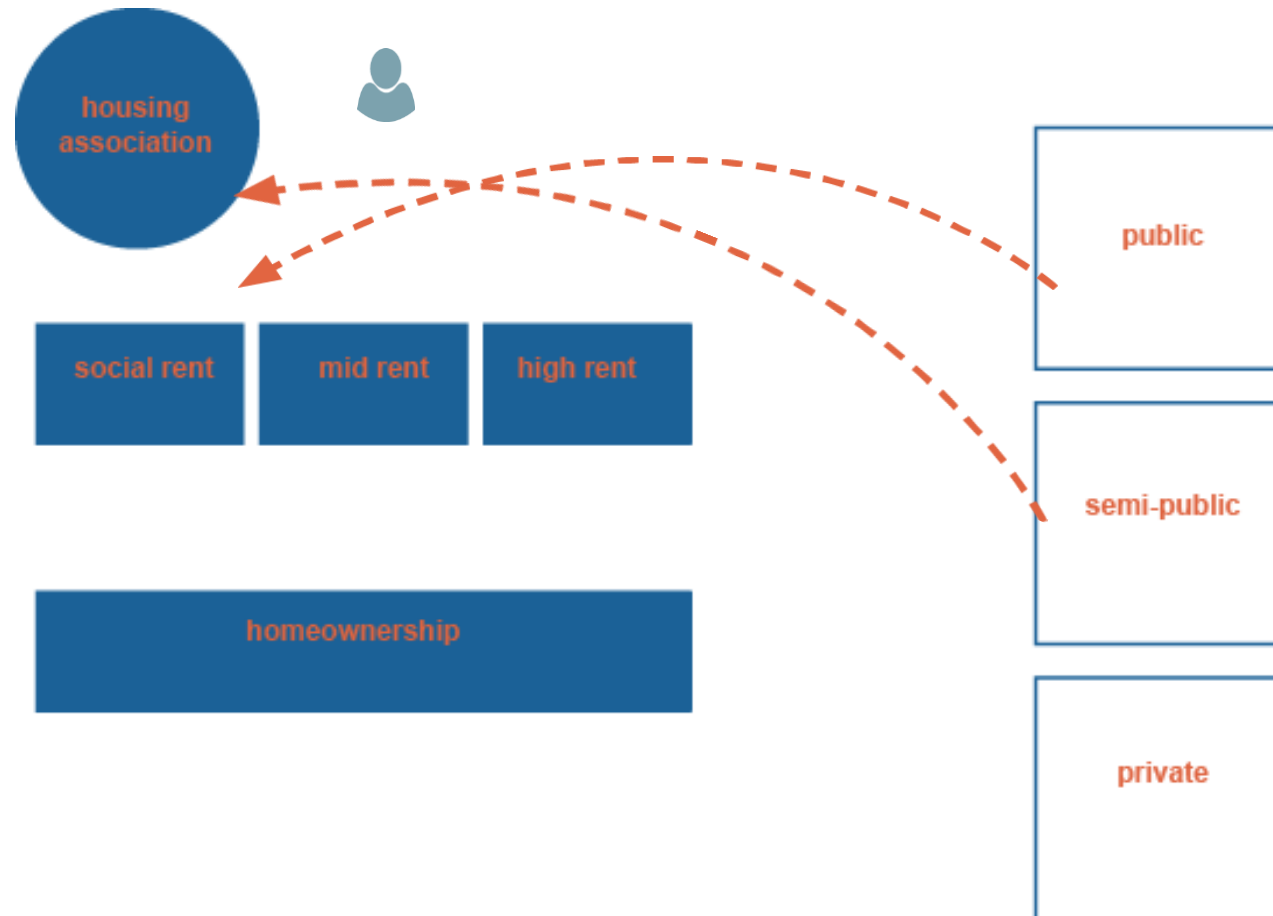 housing
association
public
social rent
mid rent
high rent
semi-public
homeownership
private